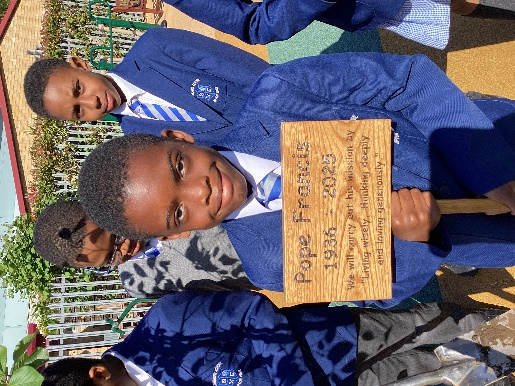 Pope Francis
1936 - 2025
"We will carry on his mission by
living wisely, thinking deeply
and loving generously"